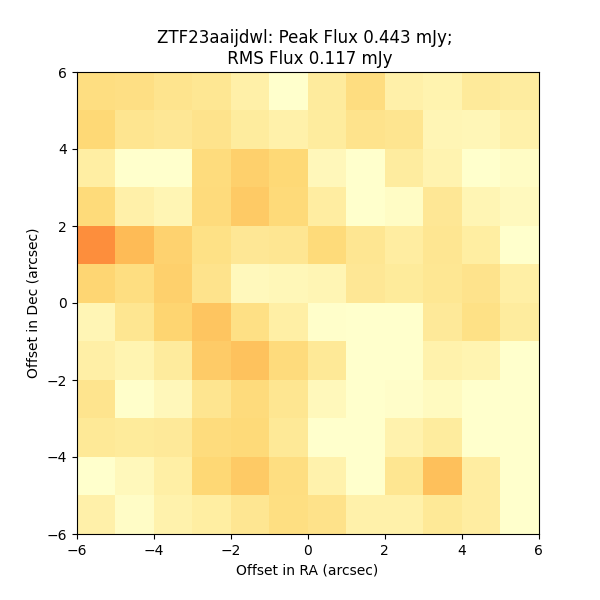 ZTF23aaijdwl: Peak Flux 0.443 mJy;
RMS Flux 0.117 mJy
6
4
2
0
−2
−4
−6
Offset in Dec (arcsec)
−6 −4 −2 0 2 4 6
Offset in RA (arcsec)